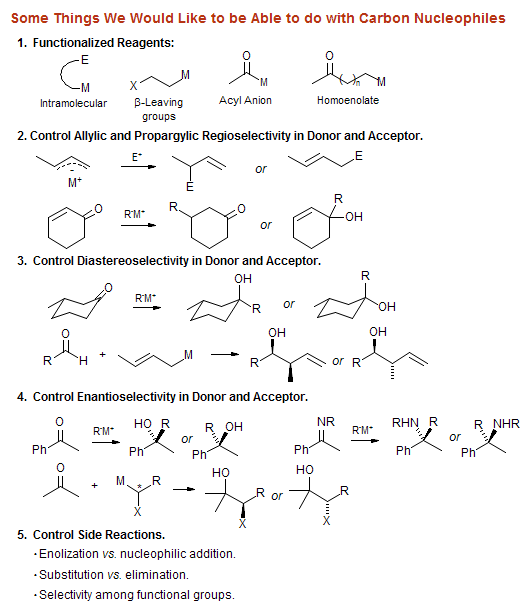 Some Things We Would Like to be Able to do with Carbon Nucleophiles
1. Functionalized Reagents:
E
M
Intramolecular
X
M
β-Leaving
groups
O
M
Acyl Anion
O
( )n
M
Homoenolate
2. Control Allylic and Propargylic Regioselectivity in Donor and Acceptor.
-
M+
E+
E
or
E
O
R-M+
R
O
or
R
OH
3. Control Diastereoselectivity in Donor and Acceptor.
O
R-M+
OH
R
or
R
OH
O
R H
+
M
OH
R
or
OH
R
4. Control Enantioselectivity in Donor and Acceptor.
O
Ph
R-M+
HO R
Ph
or
R OH
Ph
NR
Ph
R-M+
RHN R
Ph
or
R NHR
Ph
O
+
M * R
X
HO
R
X
or
HO
R
X
5. Control Side Reactions.
·Enolization vs. nucleophilic addition.
·Substitution vs. elimination.
·Selectivity among functional groups.